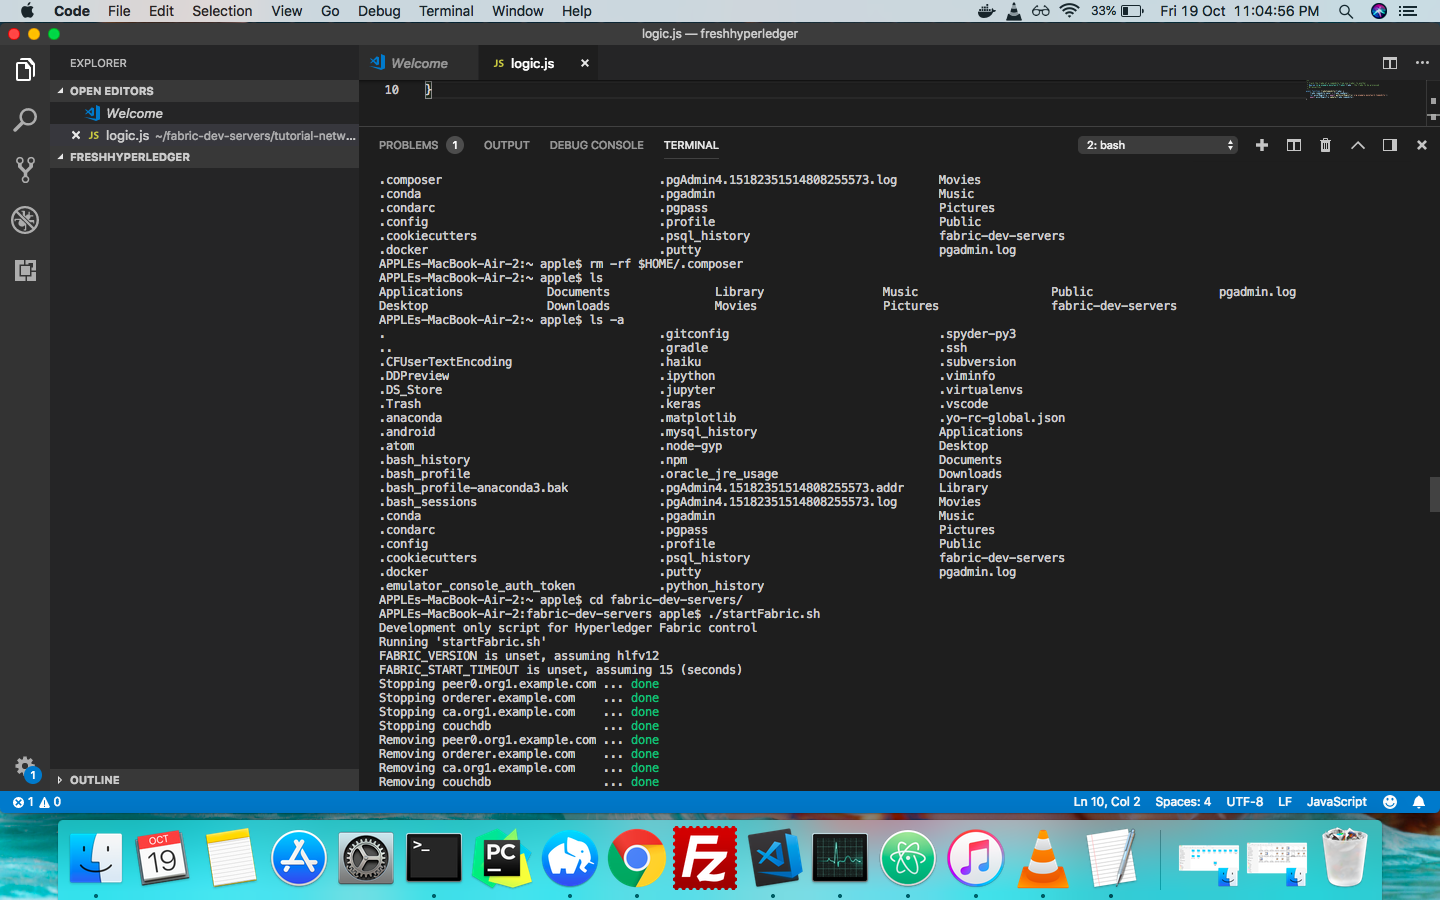 Code File Edit Selection View Go Debug Terminal Window Help 33% Fri 19 Oct 11:04:56 PM
logic.js — freshhyperledger
EXPLORER
OPEN EDITORS
Welcome
JS logic.js ~/fabric-dev-servers/tutorial-netw...
FRESHHYPERLEDGER
OUTLINE
Welcome JS logic.js
10 }
PROBLEMS 1 OUTPUT DEBUG CONSOLE TERMINAL 2: bash
.composer .pgAdmin4.15182351514808255573.log Movies
.conda .pgadmin Music
.condarc .pgpass Pictures
.config .profile Public
.cookiecutters .psql_history fabric-dev-servers
.docker .putty pgadmin.log
APPLEs-MacBook-Air-2:~ apple$ rm -rf $HOME/.composer
APPLEs-MacBook-Air-2:~ apple$ ls
Applications Documents Library Music Public pgadmin.log
Desktop Downloads Movies Pictures fabric-dev-servers
APPLEs-MacBook-Air-2:~ apple$ ls -a
. .gitconfig .spyder-py3
.. .gradle .ssh
.CFUserTextEncoding .haiku .subversion
.DDPreview .ipython .viminfo
.DS_Store .jupyter .virtualenvs
.Trash .keras .vscode
.anaconda .matplotlib .yo-rc-global.json
.android .mysql_history Applications
.atom .node-gyp Desktop
.bash_history .npm Documents
.bash_profile .oracle_jre_usage Downloads
.bash_profile-anaconda3.bak .pgAdmin4.15182351514808255573.addr Library
.bash_sessions .pgAdmin4.15182351514808255573.log Movies
.conda .pgadmin Music
.condarc .pgpass Pictures
.config .profile Public
.cookiecutters .psql_history fabric-dev-servers
.docker .putty pgadmin.log
.emulator_console_auth_token .python_history
APPLEs-MacBook-Air-2:~ apple$ cd fabric-dev-servers/
APPLEs-MacBook-Air-2:fabric-dev-servers apple$ ./startFabric.sh
Development only script for Hyperledger Fabric control
Running 'startFabric.sh'
FABRIC_VERSION is unset, assuming hlfv12
FABRIC_START_TIMEOUT is unset, assuming 15 (seconds)
Stopping peer0.org1.example.com ... done
Stopping orderer.example.com ... done
Stopping ca.org1.example.com ... done
Stopping couchdb ... done
Removing peer0.org1.example.com ... done
Removing orderer.example.com ... done
Removing ca.org1.example.com ... done
Removing couchdb ... done
1
1 0 Ln 10, Col 2 Spaces: 4 UTF-8 LF JavaScript
OCT
19
>_
PC
Fz